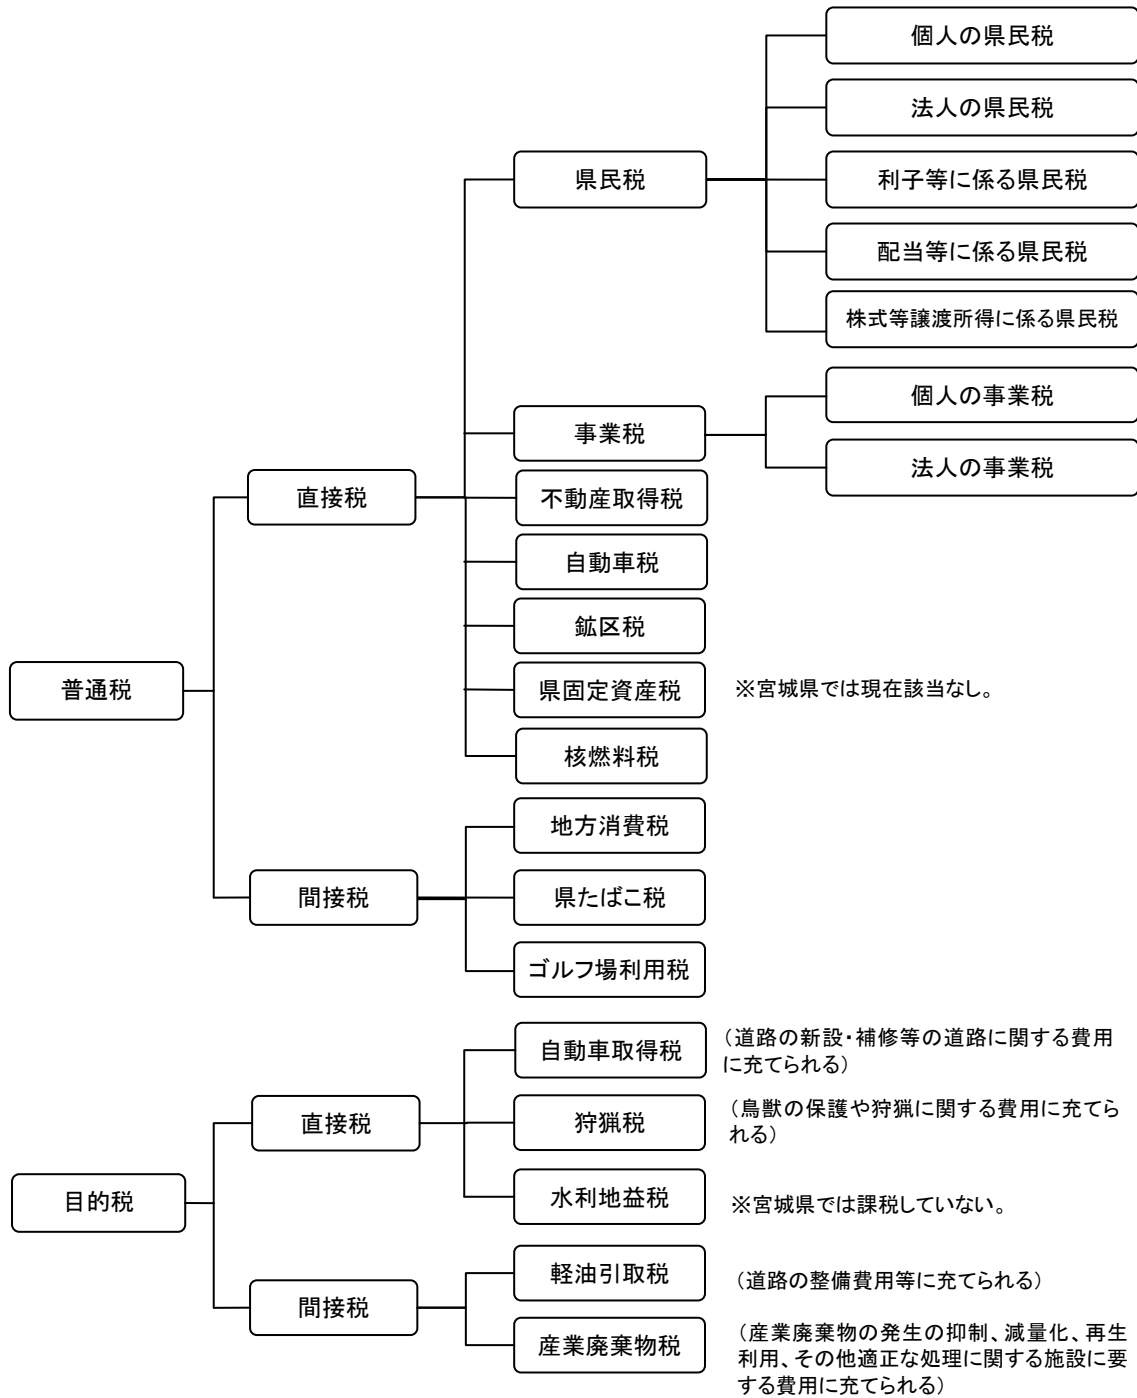 個人の県民税
法人の県民税
県民税
利子等に係る県民税
配当等に係る県民税
株式等譲渡所得に係る県民税
個人の事業税
事業税
法人の事業税
直接税
不動産取得税
自動車税
鉱区税
普通税
県固定資産税
※宮城県では現在該当なし。
核燃料税
地方消費税
間接税
県たばこ税
ゴルフ場利用税
自動車取得税
（道路の新設・補修等の道路に関する費用
に充てられる）
直接税
狩猟税
（鳥獣の保護や狩猟に関する費用に充てら
れる）
目的税
水利地益税
※宮城県では課税していない。
軽油引取税
（道路の整備費用等に充てられる）
間接税
産業廃棄物税
（産業廃棄物の発生の抑制、減量化、再生
利用、その他適正な処理に関する施設に要
する費用に充てられる）